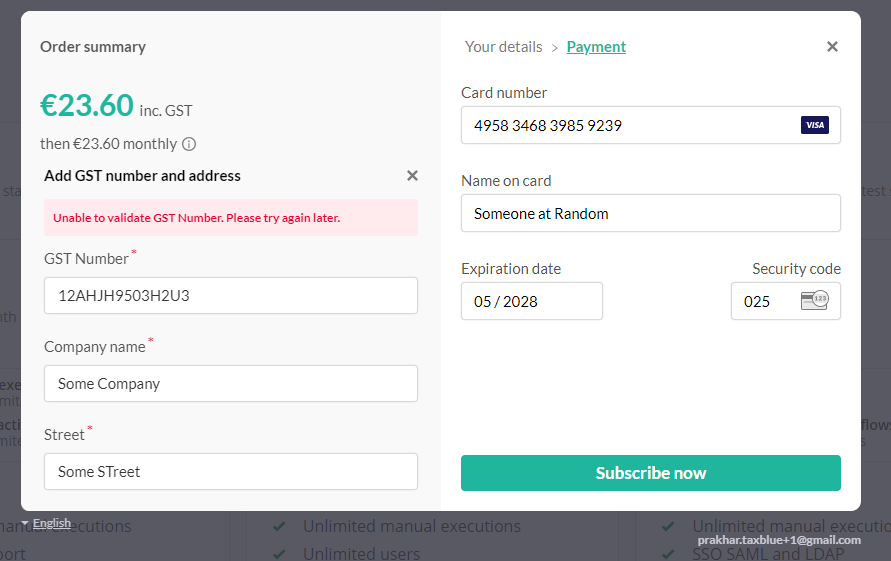 Order summary
€23.60 inc. GST
then €23.60 monthly
Add GST number and address
Unable to validate GST Number. Please try again later.
GST Number*
12AHJH9503H2U3
Company name*
Some Company
Street*
Some STreet
Your details > Payment
Card number
4958 3468 3985 9239
VISA
Name on card
Someone at Random
Expiration date
Security code
05 / 2028
025
123
Subscribe now
English
manual executions
Unlimited manual executions
Unlimited manual
prakhar.taxblue+1@gmail.com
Unlimited users
SSO SAML and LDAP